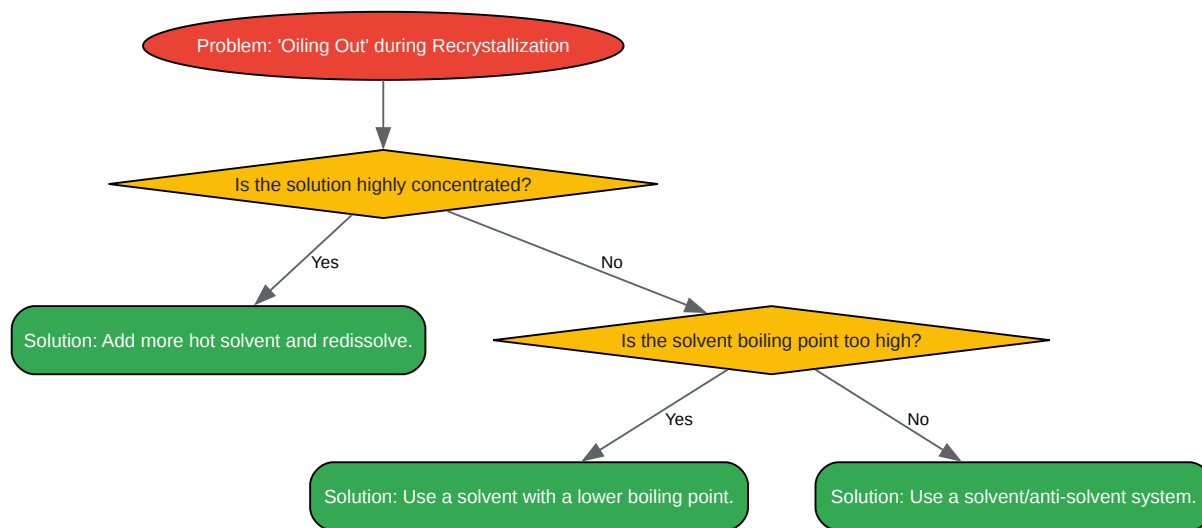 Problem: 'Oiling Out' during Recrystallization
Is the solution highly concentrated?
Yes
No
Solution: Add more hot solvent and redissolve.
Is the solvent boiling point too high?
Yes
No
Solution: Use a solvent with a lower boiling point.
Solution: Use a solvent/anti-solvent system.